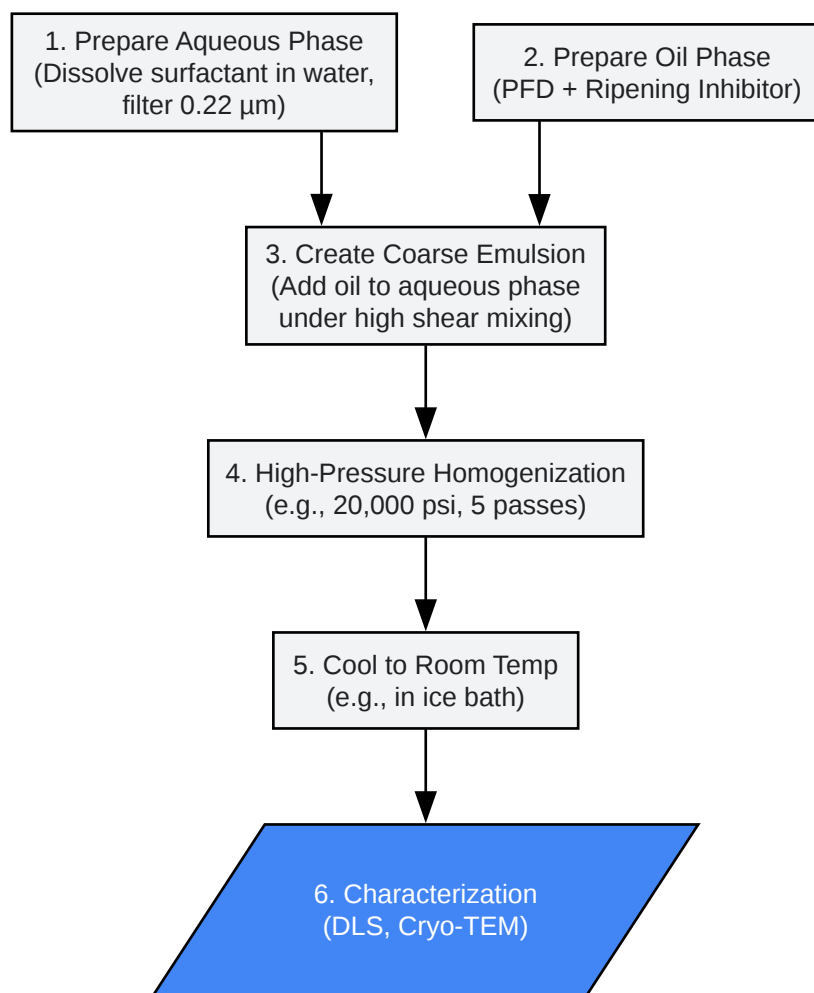 1. Prepare Aqueous Phase
(Dissolve surfactant in water,
filter 0.22 µm)
2. Prepare Oil Phase
(PFD + Ripening Inhibitor)
3. Create Coarse Emulsion
(Add oil to aqueous phase
under high shear mixing)
4. High-Pressure Homogenization
(e.g., 20,000 psi, 5 passes)
5. Cool to Room Temp
(e.g., in ice bath)
6. Characterization
(DLS, Cryo-TEM)